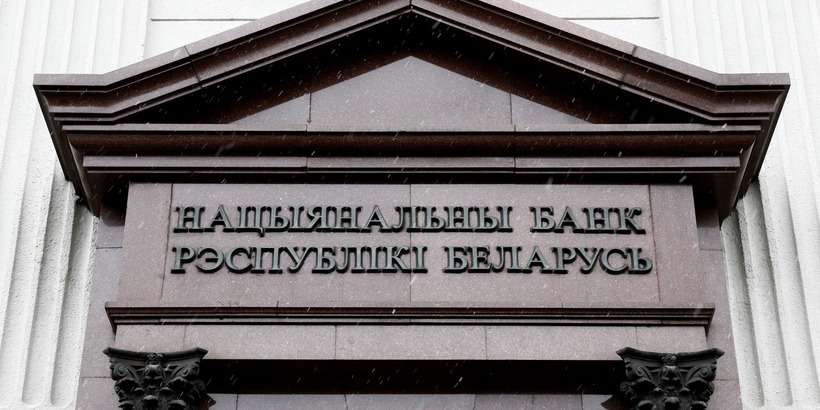 НАЦЫЯНАЛЬНЫ БАНК
РЭСПУБЛІКІ БЕЛАРУСЬ